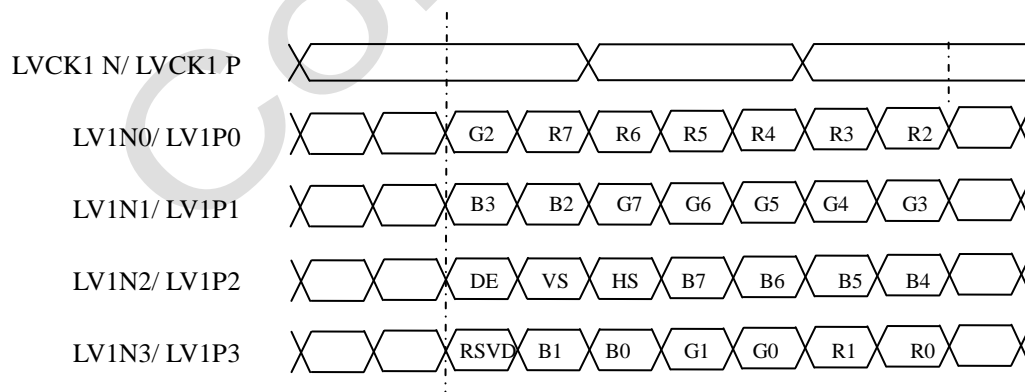 LVCK1 N/ LVCK1 P
LV1N0/ LV1P0 G2 R7 R6 R5 R4 R3 R2
LV1N1/ LV1P1 B3 B2 G7 G6 G5 G4 G3
LV1N2/ LV1P2 DE VS HS B7 B6 B5 B4
LV1N3/ LV1P3 RSVD B1 B0 G1 G0 R1 R0